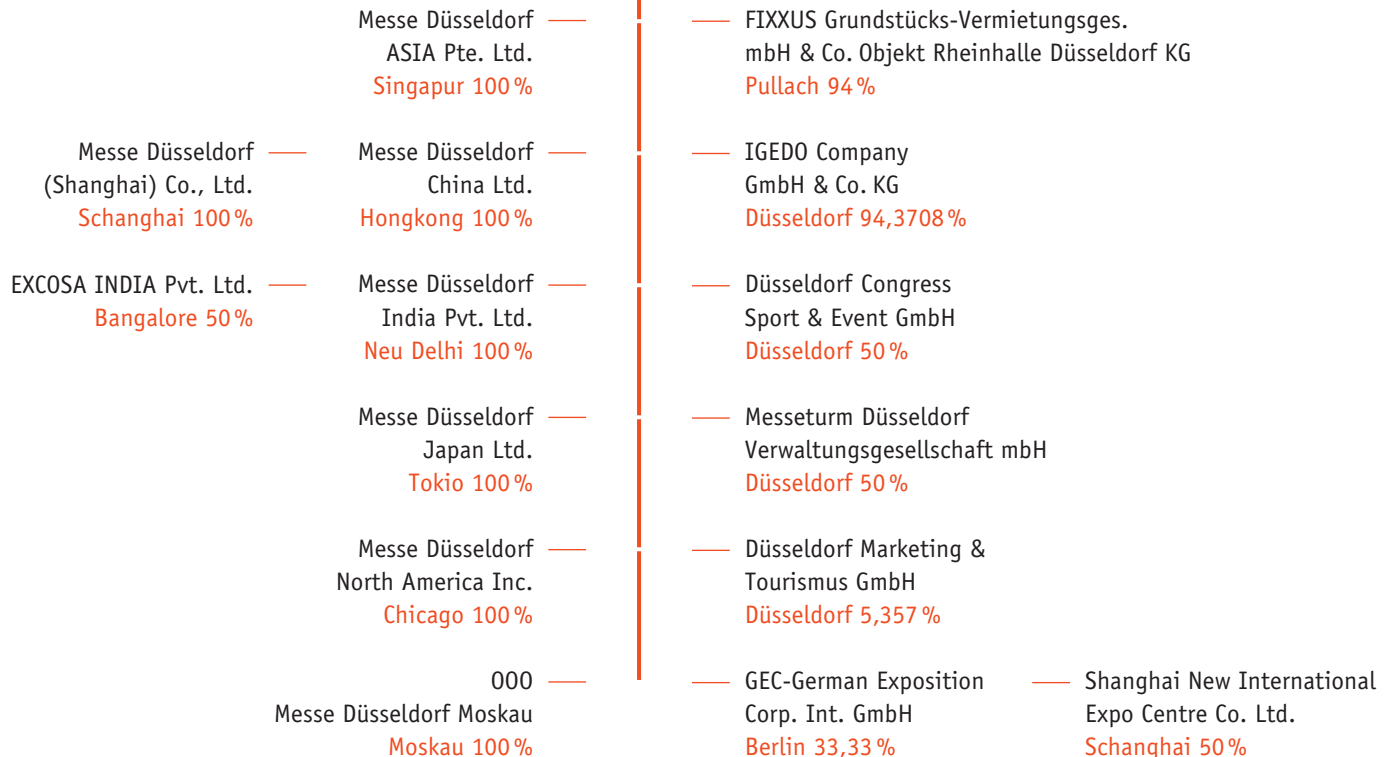 Messe Düsseldorf
ASIA Pte. Ltd.
Singapur 100 %
FIXXUS Grundstücks-Vermietungsges.
mbH & Co. Objekt Rheinhalle Düsseldorf KG
Pullach 94 %
Messe Düsseldorf
(Shanghai) Co., Ltd.
Schanghai 100 %
Messe Düsseldorf
China Ltd.
Hongkong 100 %
IGEDO Company
GmbH & Co. KG
Düsseldorf 94,3708 %
EXCOSA INDIA Pvt. Ltd.
Bangalore 50 %
Messe Düsseldorf
India Pvt. Ltd.
Neu Delhi 100 %
Düsseldorf Congress
Sport & Event GmbH
Düsseldorf 50 %
Messe Düsseldorf
Japan Ltd.
Tokio 100 %
Messeturm Düsseldorf
Verwaltungsgesellschaft mbH
Düsseldorf 50 %
Messe Düsseldorf
North America Inc.
Chicago 100 %
Düsseldorf Marketing &
Tourismus GmbH
Düsseldorf 5,357 %
OOO
Messe Düsseldorf Moskau
Moskau 100 %
GEC-German Exposition
Corp. Int. GmbH
Berlin 33,33 %
Shanghai New International
Expo Centre Co. Ltd.
Schanghai 50 %